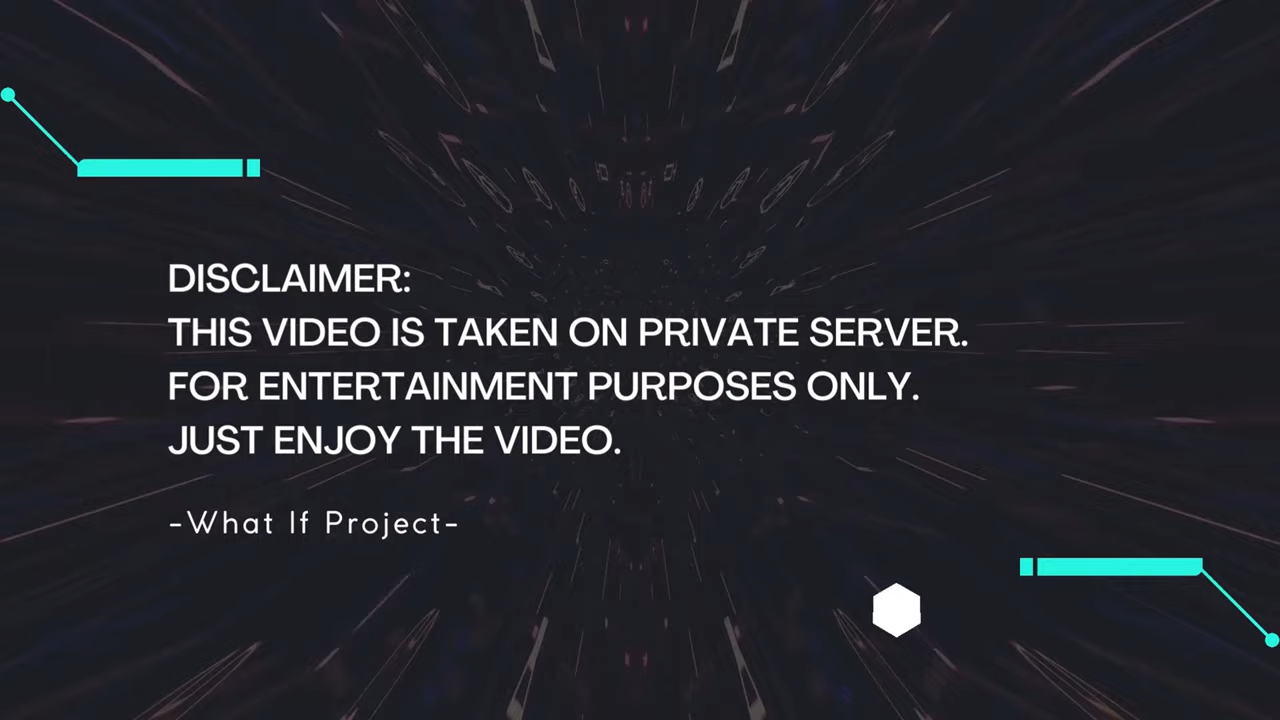 DISCLAIMER:
THIS VIDEO IS TAKEN ON PRIVATE SERVER.
FOR ENTERTAINMENT PURPOSES ONLY.
JUST ENJOY THE VIDEO.
-What If Project-